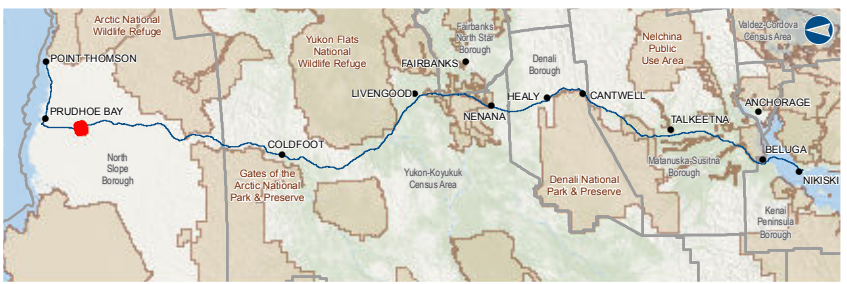 Arctic National
Wildlife Refuge
POINT THOMSON
PRUDHOE BAY
North
Slope
Borough
COLDFOOT
Gates of the
Arctic National
Park & Preserve
Yukon Flats
National
Wildlife Refuge
LIVENGOOD
FAIRBANKS
Fairbanks
North Star
Borough
NENANA
Yukon-Koyukuk
Census Area
HEALY
Denali
Borough
CANTWELL
Denali National
Park & Preserve
Nelchina
Public
Use Area
TALKEETNA
Matanuska-Susitna
Borough
Valdez-Cordova
Census Area
ANCHORAGE
BELUGA
NIKISKI
Kenai
Peninsula
Borough